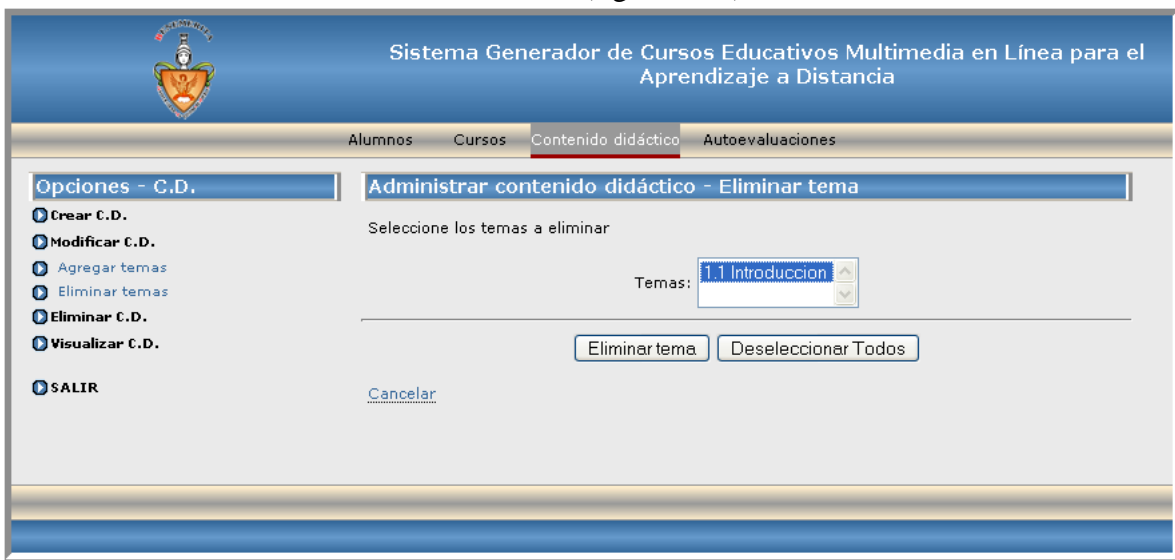 Sistema Generador de Cursos Educativos Multimedia en Línea para el
Aprendizaje a Distancia
Alumnos Cursos Contenido didáctico Autoevaluaciones
Opciones - C.D.
Crear C.D.
Modificar C.D.
Agregar temas
Eliminar temas
Eliminar C.D.
Visualizar C.D.
SALIR
Administrar contenido didáctico - Eliminar tema
Seleccione los temas a eliminar
Temas: 1.1 Introduccion
Eliminar tema Deseleccionar Todos
Cancelar